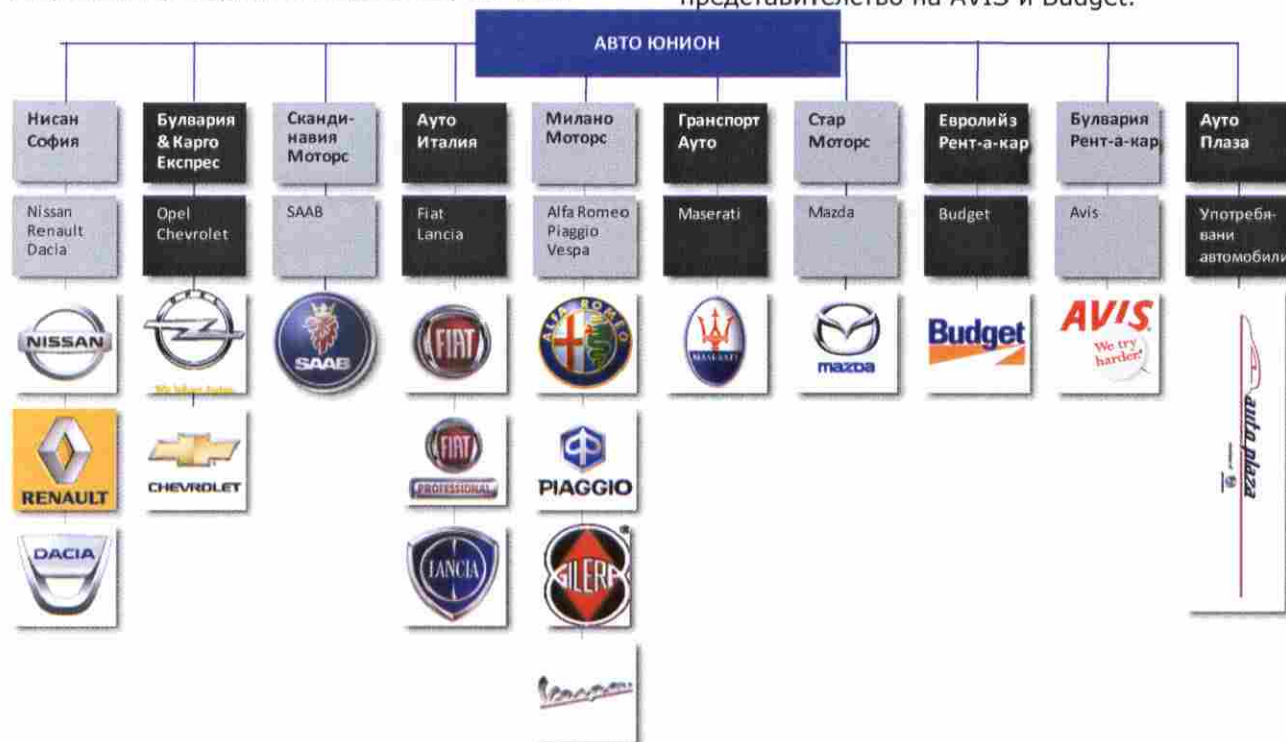 представителство на AVIS и Budget.
АВТО ЮНИОН
Нисан
София
Nissan
Renault
Dacia
NISSAN
RENAULT
DACIA
Булвария
& Карго
Експрес
Opel
Chevrolet
OPEL
CHEVROLET
Сканди-
навия
Моторс
SAAB
SAAB
Ауто
Италия
Fiat
Lancia
FIAT
FIAT
PROFESSIONAL
LANCIA
Милано
Моторс
Alfa Romeo
Piaggio
Vespa
ALFA ROMEO
PIAGGIO
GILERA®
Vespa
Гранспорт
Ауто
Maserati
MASERATI
Стар
Моторс
Mazda
mazda
Евролийз
Рент-а-кар
Budget
Budget
Булвария
Рент-а-кар
Avis
AVIS®
We try
harder.
Ауто
Плаза
Употребя-
вани
автомобили
auto plaza